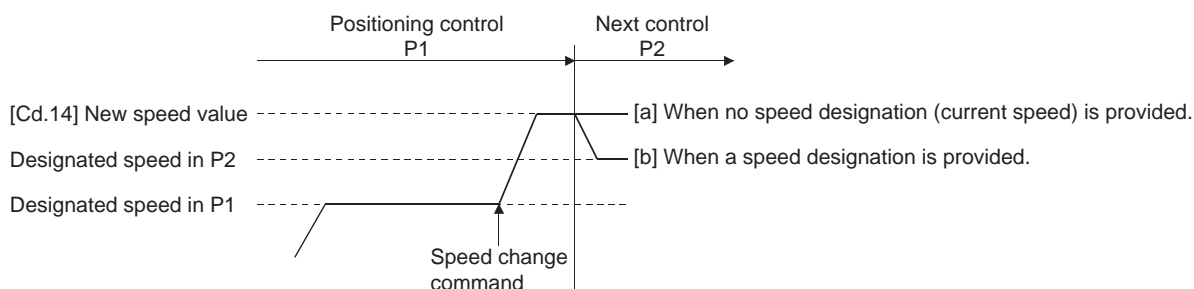 Positioning control
P1
Next control
P2
[Cd.14] New speed value
[a] When no speed designation (current speed) is provided.
Designated speed in P2
[b] When a speed designation is provided.
Designated speed in P1
Speed change
command